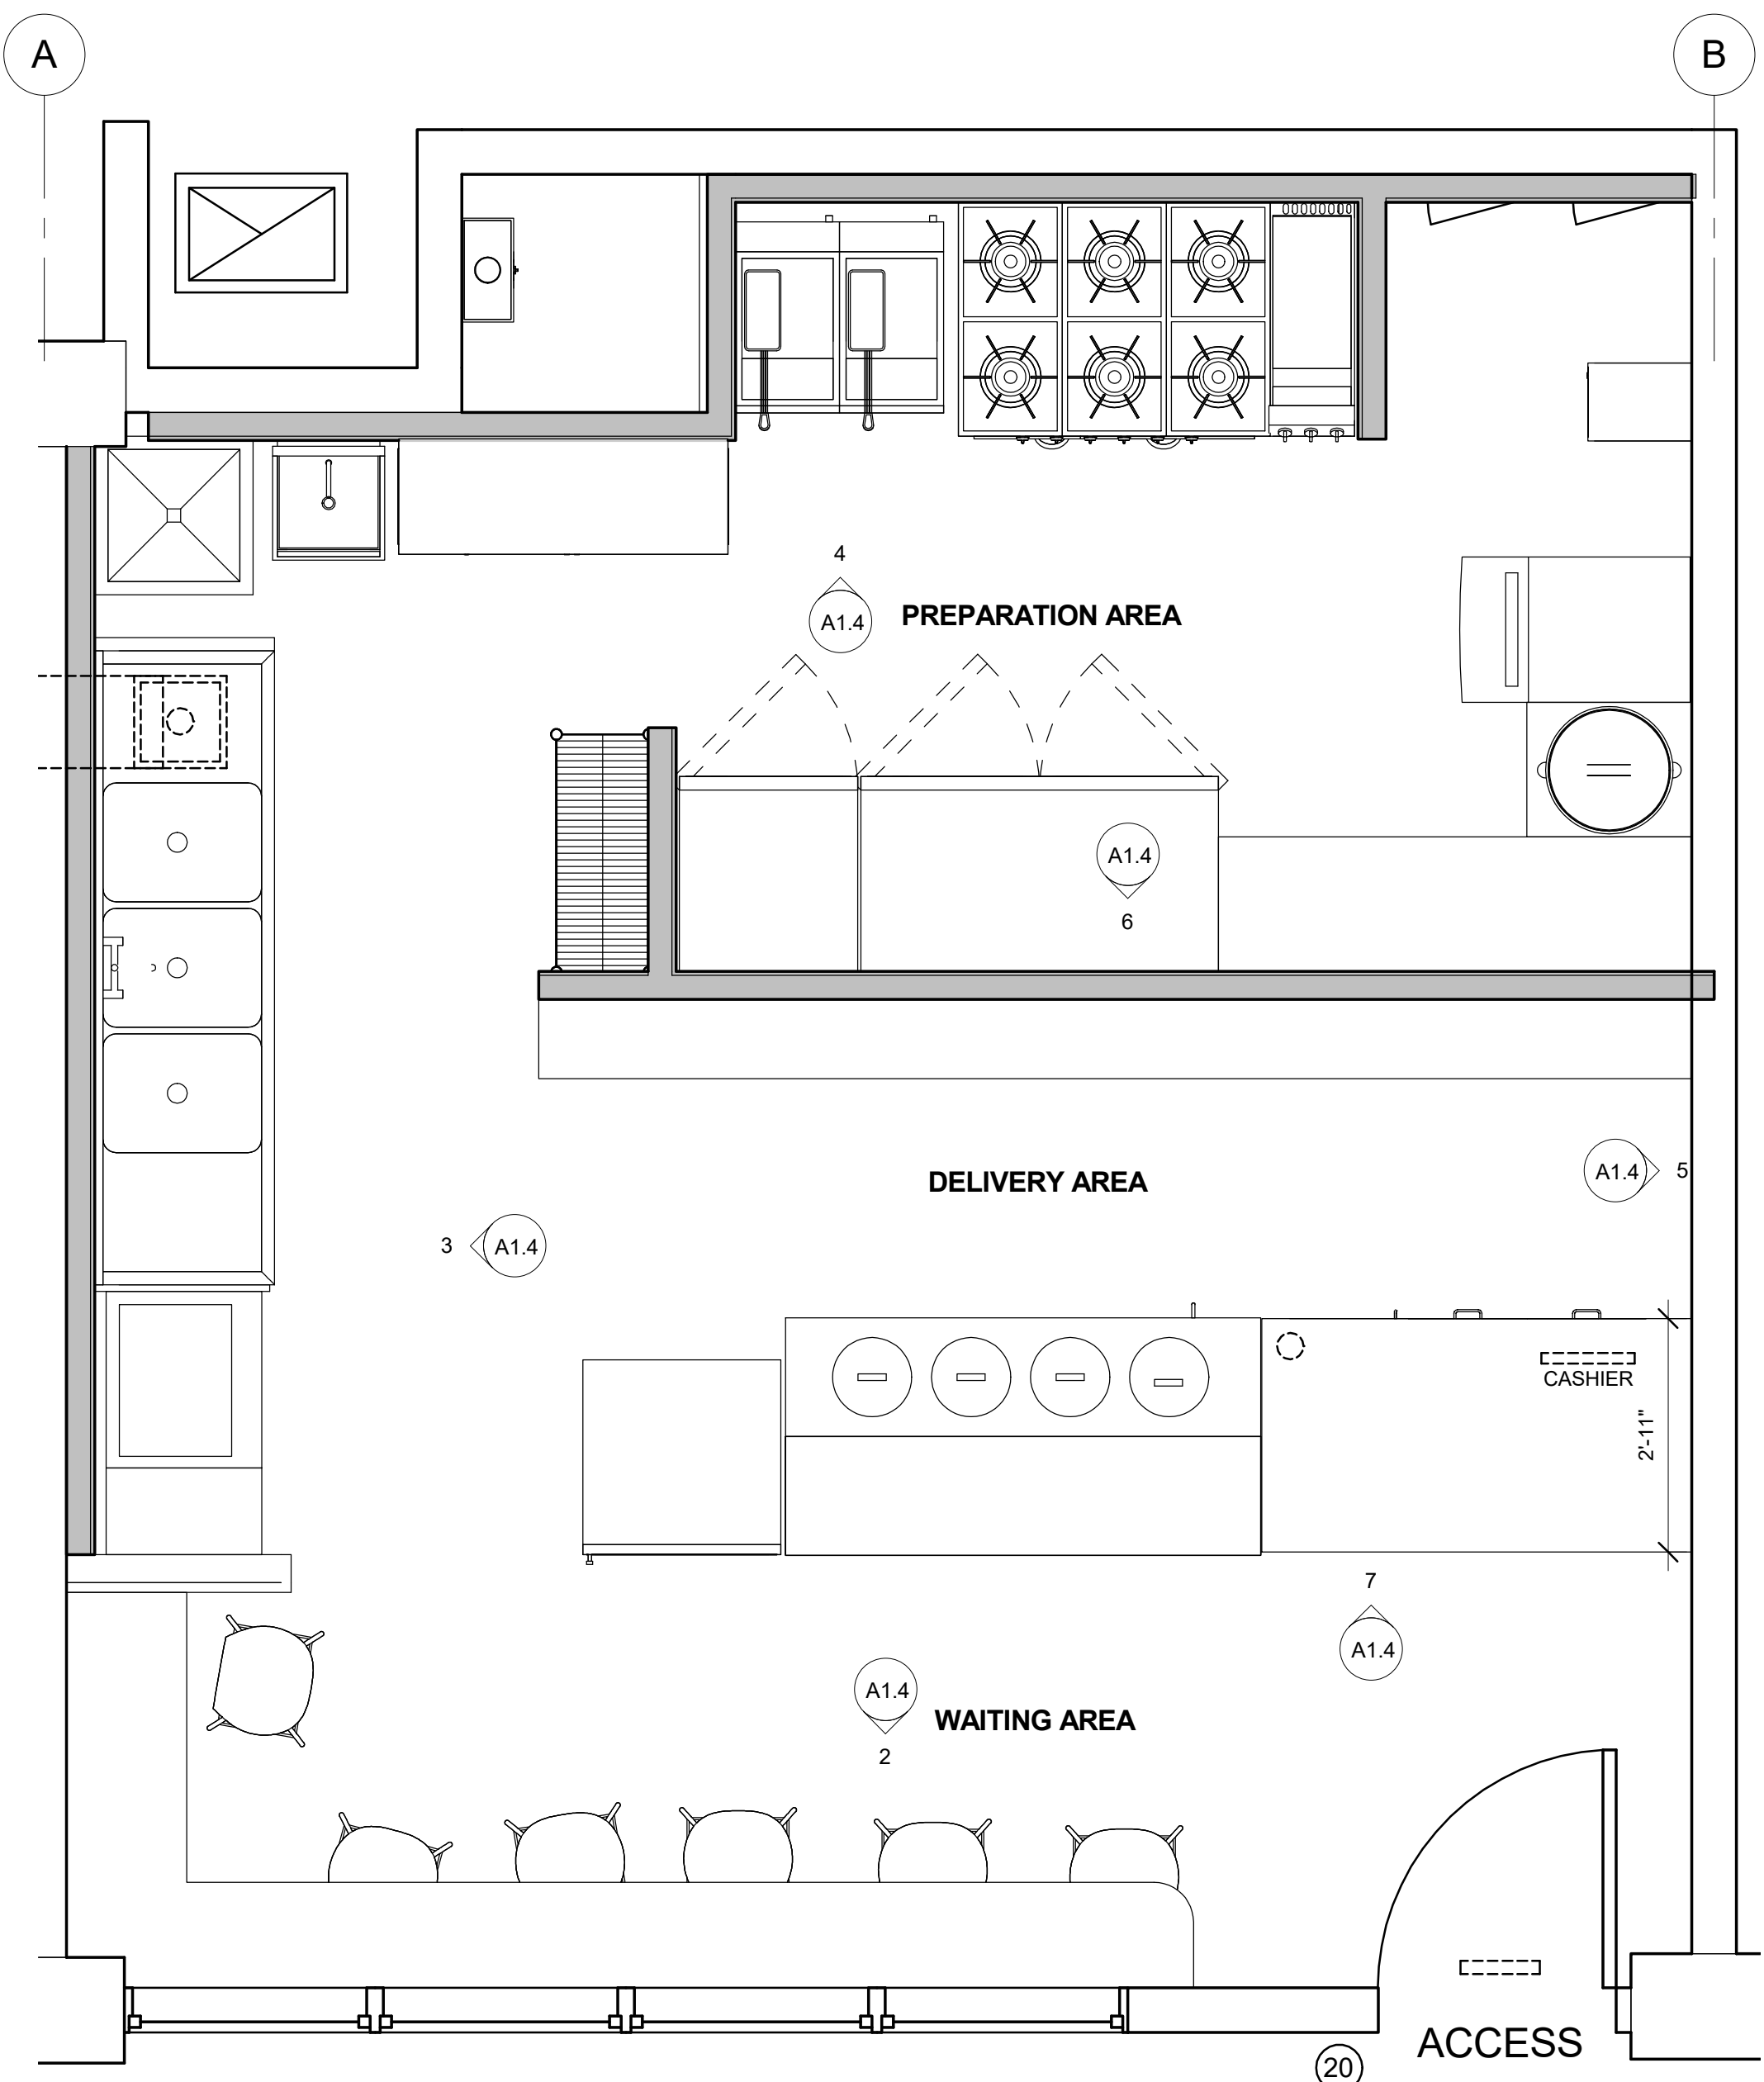 A
B
4
A1.4
PREPARATION AREA
A1.4
6
DELIVERY AREA
A1.4
5
3
A1.4
CASHIER
2'-11"
7
A1.4
A1.4
WAITING AREA
2
ACCESS
20